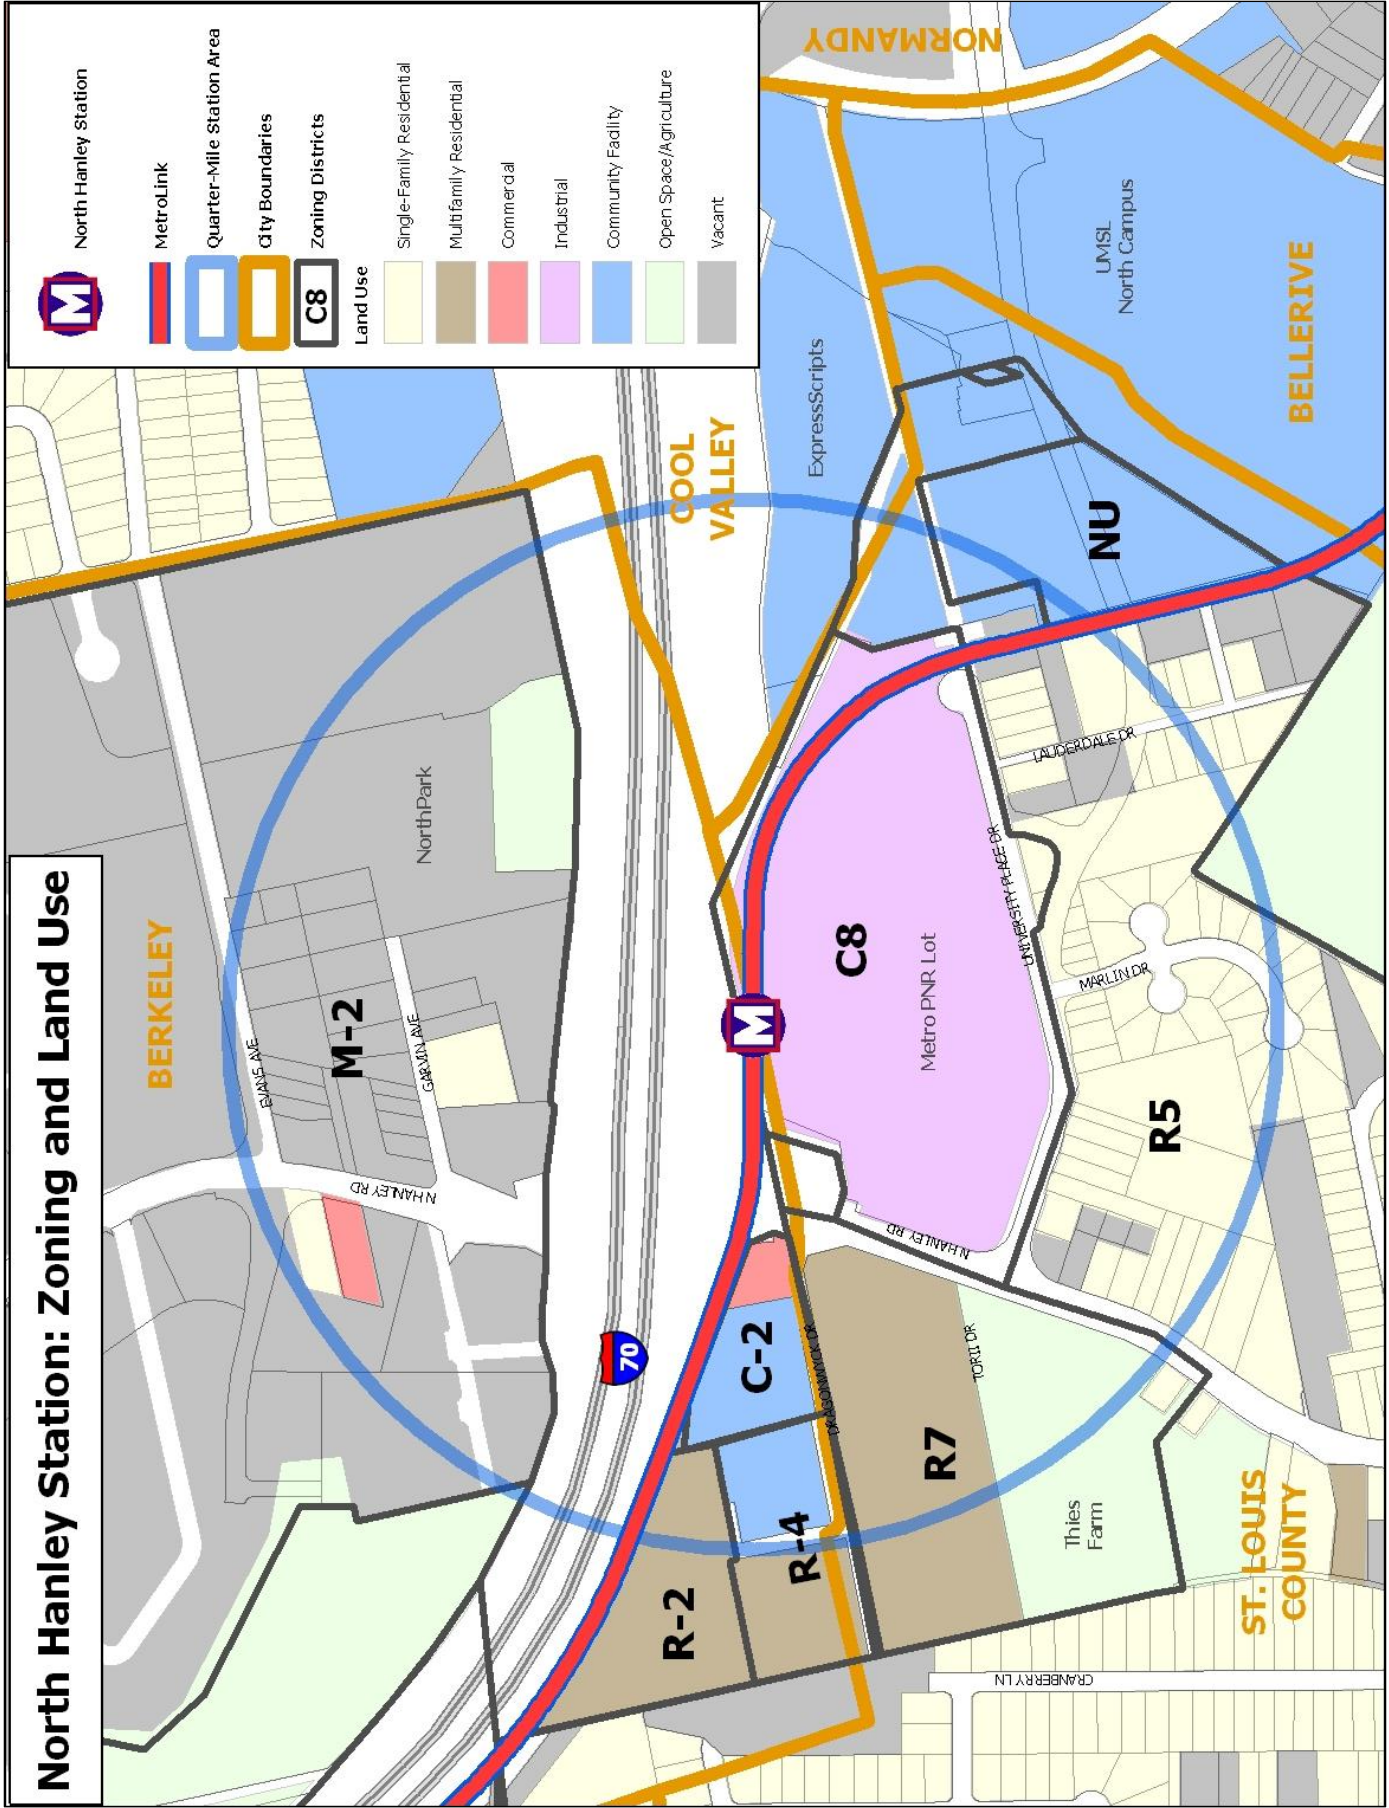 North Hanley Station: Zoning and Land Use
M
North Hanley Station
MetroLink
Quarter-Mile Station Area
City Boundaries
C8
Zoning Districts
Land Use
Single-Family Residential
Multifamily Residential
Commercial
Industrial
Community Facility
Open Space/Agriculture
Vacant
BERKELEY
EVANS AVE
M-2
GARVIN AVE
N HANLEY RD
NorthPark
70
COOL
VALLEY
NORMANDY
ExpressScripts
UMSL
North Campus
BELLERIVE
NU
M
C8
Metro PNR Lot
UNIVERSITY PLACE DR
LAUDERDALE DR
MARLIN DR
R5
N HANLEY RD
C-2
DRAGONWYCK DR
TORII DR
R7
R-4
R-2
Thies
Farm
ST. LOUIS
COUNTY
CRANBERRY LN